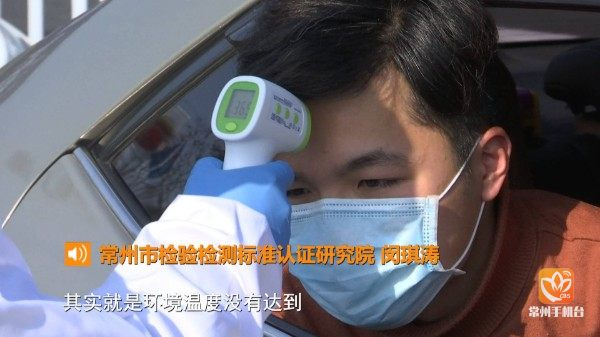 常州市检验检测标准认证研究院 闵琪涛
其实就是环境温度没有达到
常州手机台